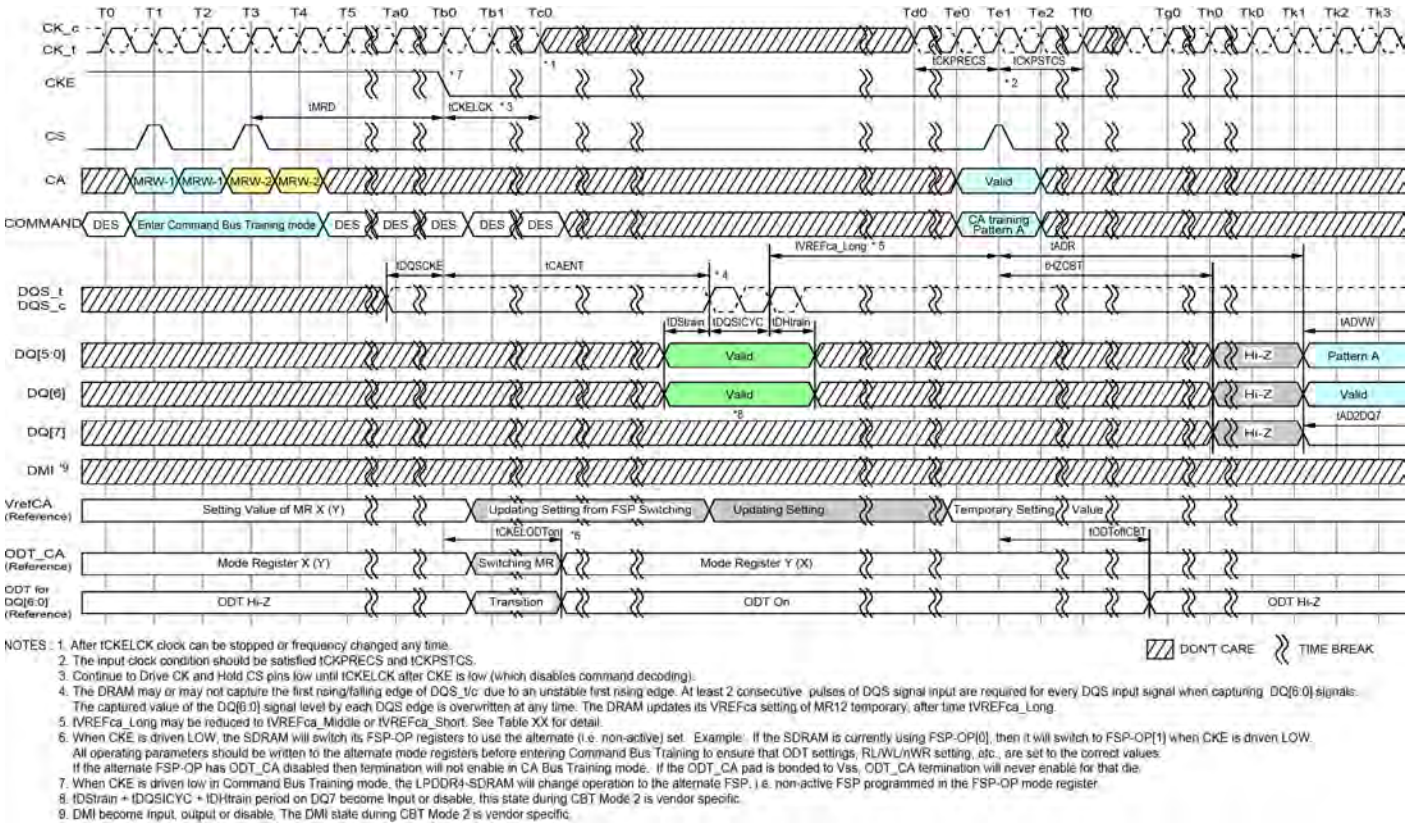 T0 T1 T2 T3 T4 T5 Ta0 Tb0 Tb1 Tc0 Td0 Te0 Te1 Te2 Tf0 Tg0 Th0 Tk0 Tk1 Tk2 Tk3
CK_c
CK_t
*1
tCKPRECS tCKPSTCS
CKE
*7
*2
tMRD tCKELCK *3
CS
CA MRW-1 MRW-1 MRW-2 MRW-2 Valid
COMMAND DES Enter Command Bus Training mode DES DES DES DES DES CA training Pattern A
tVREFca_Long *5 tADR
tDQSCKE tCAENT *4 tHZCBT
DQS_t
DQS_c
tDStrain tDQSICYC tDHtrain tADVW
DQ[5:0] Valid Hi-Z Pattern A
DQ[6] Valid Hi-Z Valid
*8 tAD2DQ7
DQ[7] Hi-Z
DMI *9
VrefCA
(Reference)
Setting Value of MR X (Y) Updating Setting from FSP Switching Updating Setting Temporary Setting Value
tCKELODTon *6 tODToffCBT
ODT_CA
(Reference)
Mode Register X (Y) Switching MR Mode Register Y (X)
ODT for
DQ[6:0]
(Reference)
ODT Hi-Z Transition ODT On ODT Hi-Z
DON'T CARE TIME BREAK
NOTES : 1. After tCKELCK clock can be stopped or frequency changed any time.
2. The input clock condition should be satisfied tCKPRECS and tCKPSTCS.
3. Continue to Drive CK and Hold CS pins low until tCKELCK after CKE is low (which disables command decoding).
4. The DRAM may or may not capture the first rising/falling edge of DQS_t/c due to an unstable first rising edge. At least 2 consecutive pulses of DQS signal input are required for every DQS input signal when capturing DQ[6:0] signals.
The captured value of the DQ[6:0] signal level by each DQS edge is overwritten at any time. The DRAM updates its VREFca setting of MR12 temporary, after time tVREFca_Long.
5. tVREFca_Long may be reduced to tVREFca_Middle or tVREFca_Short. See Table XX for detail.
6. When CKE is driven LOW, the SDRAM will switch its FSP-OP registers to use the alternate (i.e. non-active) set. Example: If the SDRAM is currently using FSP-OP[0], then it will switch to FSP-OP[1] when CKE is driven LOW.
All operating parameters should be written to the alternate mode registers before entering Command Bus Training to ensure that ODT settings, RL/WL/nWR setting, etc., are set to the correct values.
If the alternate FSP-OP has ODT_CA disabled then termination will not enable in CA Bus Training mode. If the ODT_CA pad is bonded to Vss, ODT_CA termination will never enable for that die.
7. When CKE is driven low in Command Bus Training mode, the LPDDR4-SDRAM will change operation to the alternate FSP, i.e. non-active FSP programmed in the FSP-OP mode register.
8. tDStrain + tDQSICYC + tDHtrain period on DQ7 become Input or disable, this state during CBT Mode 2 is vendor specific.
9. DMI become Input, output or disable, The DMI state during CBT Mode 2 is vendor specific.